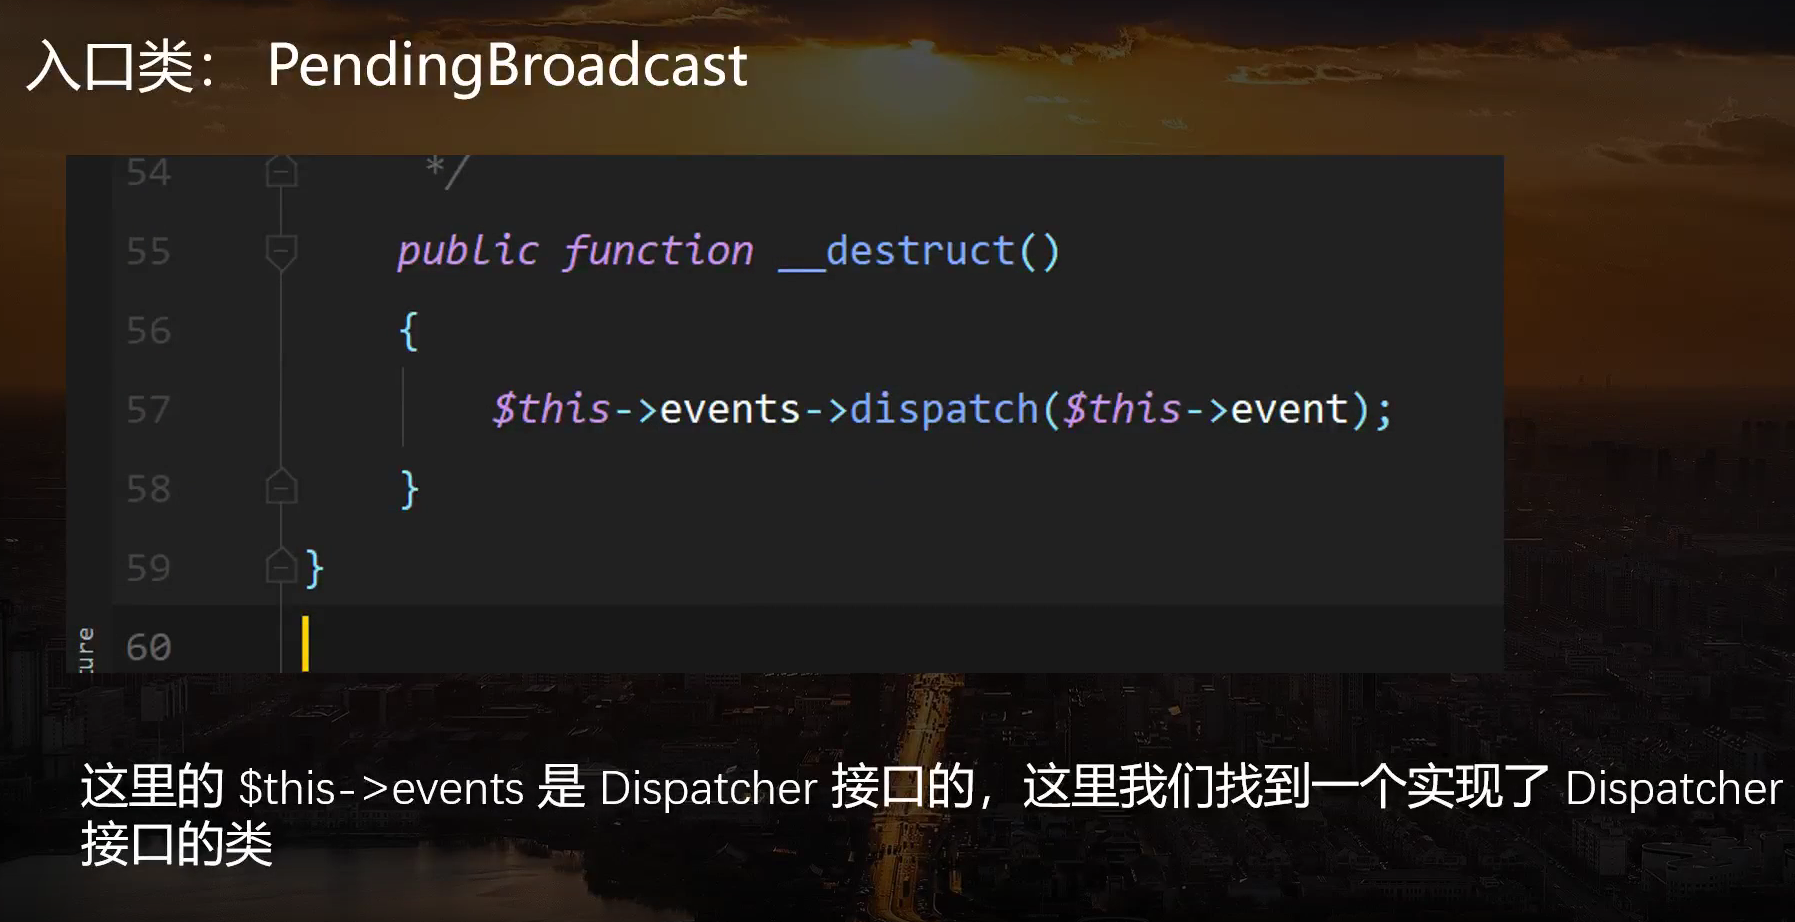 入口类： PendingBroadcast
54 */
55 public function __destruct()
56 {
57 $this->events->dispatch($this->event);
58 }
59 }
60
ure
这里的 $this->events 是 Dispatcher 接口的，这里我们找到一个实现了 Dispatcher
接口的类